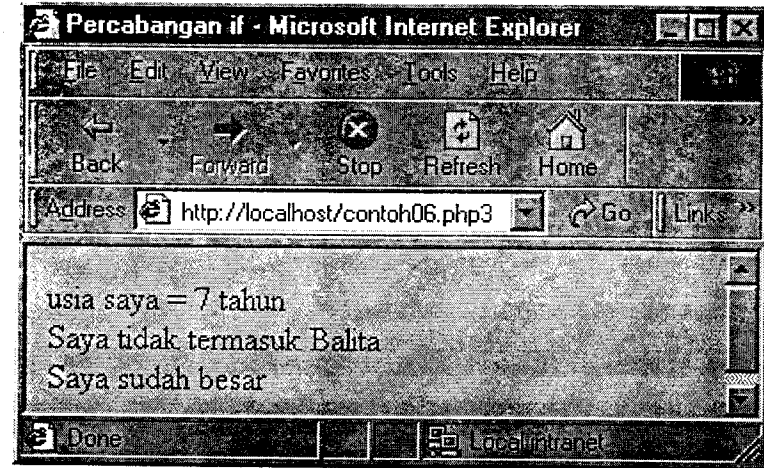 Percabangan if - Microsoft Internet Explorer
File Edit View Favorites Tools Help
Back Forward Stop Refresh Home
Address http://localhost/contoh06.php3 Go Links
usia saya = 7 tahun
Saya tidak termasuk Balita
Saya sudah besar
Done Local intranet